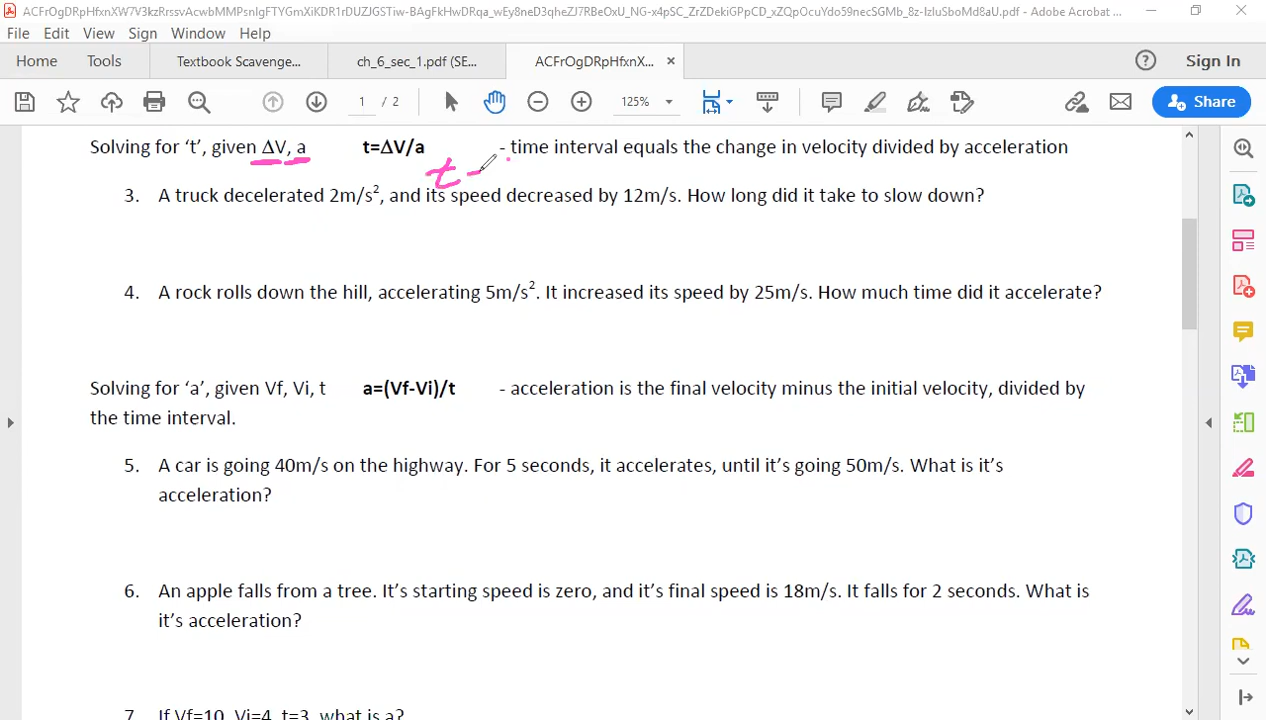 ACFrOgDRpHfxnXW7V3kzRrssvAcwbMMPsnIgFTYGmXiKDR1rDUZJGSTiw-BAgFkHwDRqa_wEy8neD3qheZJ7RBeOxU_NG-x4pSC_ZrZDekiGPpCD_xZQpOcuYdo59necSGMb_8z-IzluSboMd8aU.pdf - Adobe Acrobat ...
File Edit View Sign Window Help
Home Tools Textbook Scavenge... ch_6_sec_1.pdf (SE... ACFrOgDRpHfxnX... × Sign In
1 / 2 125% Share
Solving for ‘t’, given ΔV, a t=ΔV/a - time interval equals the change in velocity divided by acceleration
t
3. A truck decelerated 2m/s², and its speed decreased by 12m/s. How long did it take to slow down?
4. A rock rolls down the hill, accelerating 5m/s². It increased its speed by 25m/s. How much time did it accelerate?
Solving for ‘a’, given Vf, Vi, t a=(Vf-Vi)/t - acceleration is the final velocity minus the initial velocity, divided by
the time interval.
5. A car is going 40m/s on the highway. For 5 seconds, it accelerates, until it’s going 50m/s. What is it’s
acceleration?
6. An apple falls from a tree. It’s starting speed is zero, and it’s final speed is 18m/s. It falls for 2 seconds. What is
it’s acceleration?
7. If Vf=10, Vi=4, t=3, what is a?